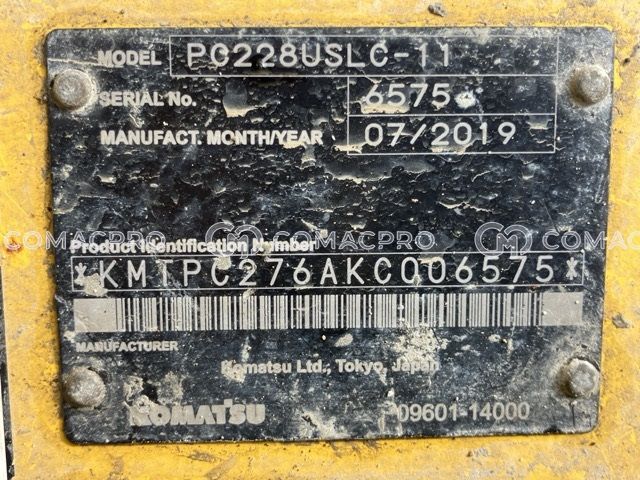 MODEL PC228USLC-11
SERIAL No. 6575
MANUFACT. MONTH/YEAR 07/2019
COMACPRO COMACPRO COMACPRO
Product Identification Number
*KMTPC276AKC006575*
MANUFACTURER
Komatsu Ltd., Tokyo, Japan
KOMATSU 09601-14000